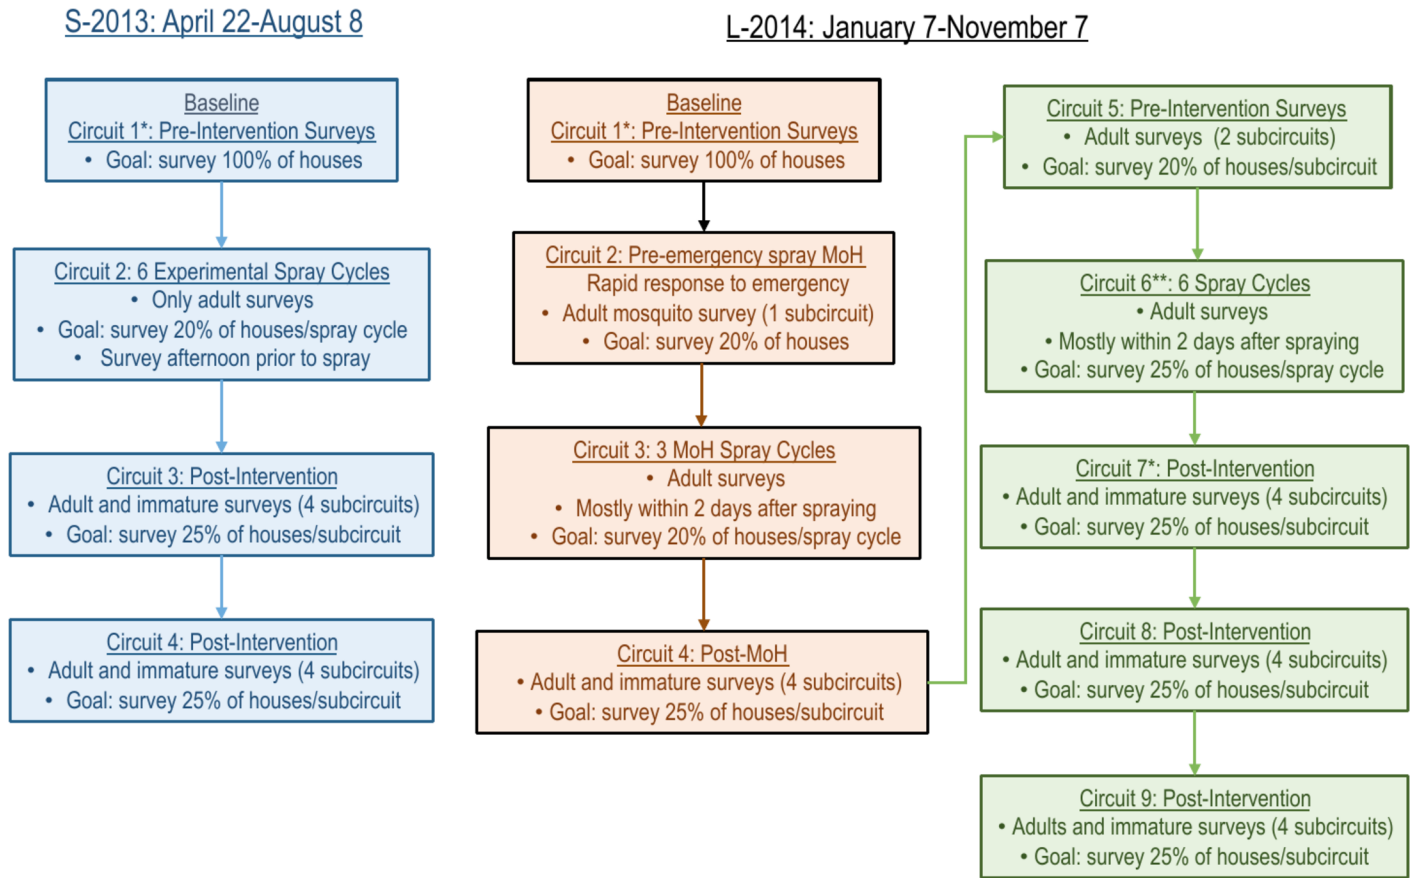 S-2013: April 22-August 8
Baseline
Circuit 1*: Pre-Intervention Surveys
• Goal: survey 100% of houses
Circuit 2: 6 Experimental Spray Cycles
• Only adult surveys
• Goal: survey 20% of houses/spray cycle
• Survey afternoon prior to spray
Circuit 3: Post-Intervention
• Adult and immature surveys (4 subcircuits)
• Goal: survey 25% of houses/subcircuit
Circuit 4: Post-Intervention
• Adult and immature surveys (4 subcircuits)
• Goal: survey 25% of houses/subcircuit
L-2014: January 7-November 7
Baseline
Circuit 1*: Pre-Intervention Surveys
• Goal: survey 100% of houses
Circuit 2: Pre-emergency spray MoH
Rapid response to emergency
• Adult mosquito survey (1 subcircuit)
• Goal: survey 20% of houses
Circuit 3: 3 MoH Spray Cycles
• Adult surveys
• Mostly within 2 days after spraying
• Goal: survey 20% of houses/spray cycle
Circuit 4: Post-MoH
• Adult and immature surveys (4 subcircuits)
• Goal: survey 25% of houses/subcircuit
Circuit 5: Pre-Intervention Surveys
• Adult surveys (2 subcircuits)
• Goal: survey 20% of houses/subcircuit
Circuit 6**: 6 Spray Cycles
• Adult surveys
• Mostly within 2 days after spraying
• Goal: survey 25% of houses/spray cycle
Circuit 7*: Post-Intervention
• Adult and immature surveys (4 subcircuits)
• Goal: survey 25% of houses/subcircuit
Circuit 8: Post-Intervention
• Adult and immature surveys (4 subcircuits)
• Goal: survey 25% of houses/subcircuit
Circuit 9: Post-Intervention
• Adults and immature surveys (4 subcircuits)
• Goal: survey 25% of houses/subcircuit